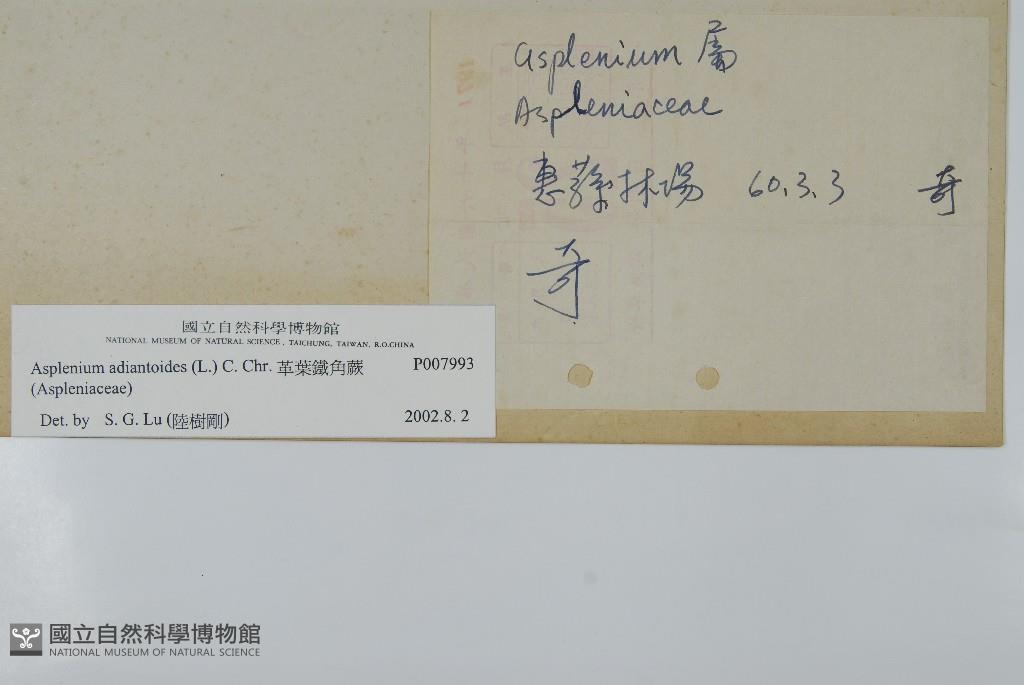 Asplenium 屬
Aspleniaceae
惠蓀林場 60.3.3 奇
奇
國立自然科學博物館
NATIONAL MUSEUM OF NATURAL SCIENCE, TAICHUNG, TAIWAN, R.O.CHINA
Asplenium adiantoides (L.) C. Chr. 革葉鐵角蕨 P007993
(Aspleniaceae)
Det. by S. G. Lu (陸樹剛) 2002.8.2
國立自然科學博物館
NATIONAL MUSEUM OF NATURAL SCIENCE